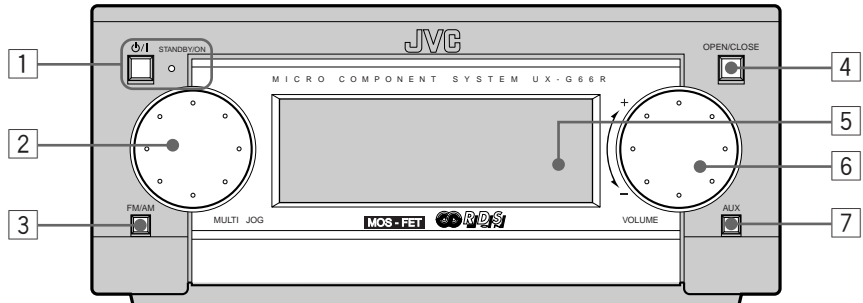 JVC
⏻/I STANDBY/ON
OPEN/CLOSE
1
4
MICRO COMPONENT SYSTEM UX-G66R
+
2
5
6
–
FM/AM
AUX
3
MULTI JOG
MOS-FET
RDS
VOLUME
7